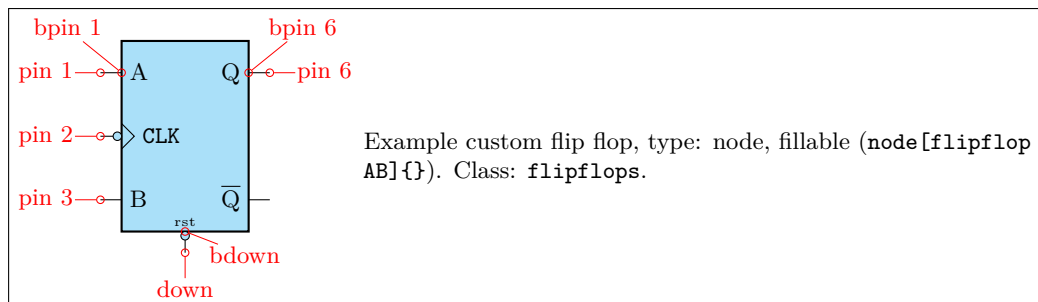 bpin 1
bpin 6
pin 1
A
Q
pin 6
pin 2
CLK
Example custom flip flop, type: node, fillable (node[flipflop
AB]{}). Class: flipflops.
pin 3
B
Q̅
rst
bdown
down